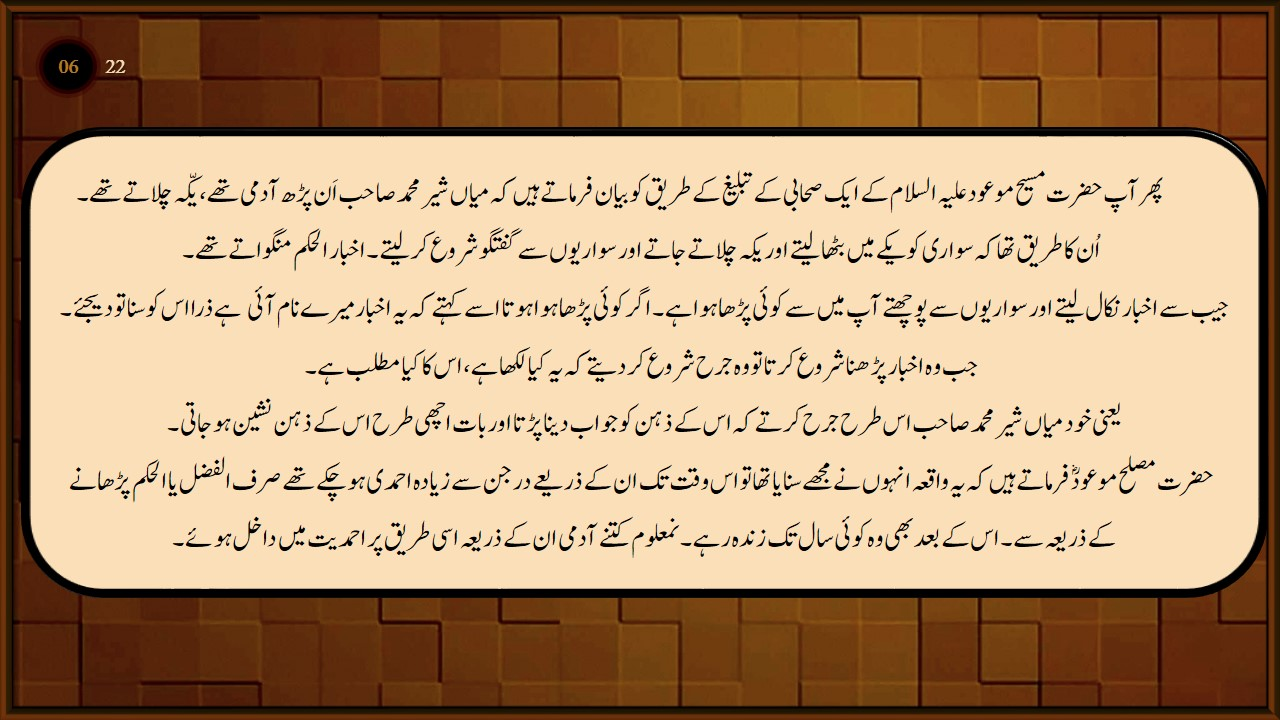 06 22
پھر آپ حضرت مسیح موعود علیہ السلام کے ایک صحابی کے تبلیغ کے طریق کو بیان فرماتے ہیں کہ میاں شیر محمد صاحب اَن پڑھ آدمی تھے، یکّہ چلاتے تھے۔
اُن کا طریق تھا کہ سواری کو یکے میں بٹھا لیتے اور یکہ چلاتے جاتے اور سواریوں سے گفتگو شروع کر لیتے۔ اخبار الحکم منگواتے تھے۔
جیب سے اخبار نکال لیتے اور سواریوں سے پوچھتے آپ میں سے کوئی پڑھا ہوا ہے۔ اگر کوئی پڑھا ہوا ہوتا اسے کہتے کہ یہ اخبار میرے نام آئی ہے ذرا اس کو سنا تو دیجئے۔
جب وہ اخبار پڑھنا شروع کرتا تو وہ جرح شروع کر دیتے کہ یہ کیا لکھا ہے، اس کا کیا مطلب ہے۔
یعنی خود میاں شیر محمد صاحب اس طرح جرح کرتے کہ اس کے ذہن کو جواب دینا پڑتا اور بات اچھی طرح اس کے ذہن نشین ہو جاتی۔
حضرت مصلح موعودؓ فرماتے ہیں کہ یہ واقعہ انہوں نے مجھے سنایا تھا تو اس وقت تک ان کے ذریعے درجن سے زیادہ احمدی ہو چکے تھے صرف الفضل یا الحکم پڑھانے
کے ذریعہ سے۔ اس کے بعد بھی وہ کوئی سال تک زندہ رہے۔ نمعلوم کتنے آدمی ان کے ذریعہ اسی طریق پر احمدیت میں داخل ہوئے۔